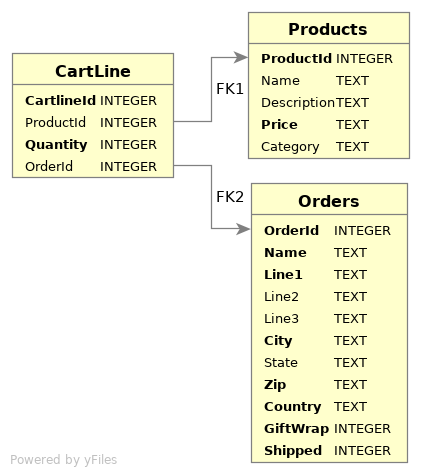 CartLine
CartlineId INTEGER
ProductId INTEGER
Quantity INTEGER
OrderId INTEGER
FK1
Products
ProductId INTEGER
Name TEXT
Description TEXT
Price TEXT
Category TEXT
FK2
Orders
OrderId INTEGER
Name TEXT
Line1 TEXT
Line2 TEXT
Line3 TEXT
City TEXT
State TEXT
Zip TEXT
Country TEXT
GiftWrap INTEGER
Shipped INTEGER
Powered by yFiles